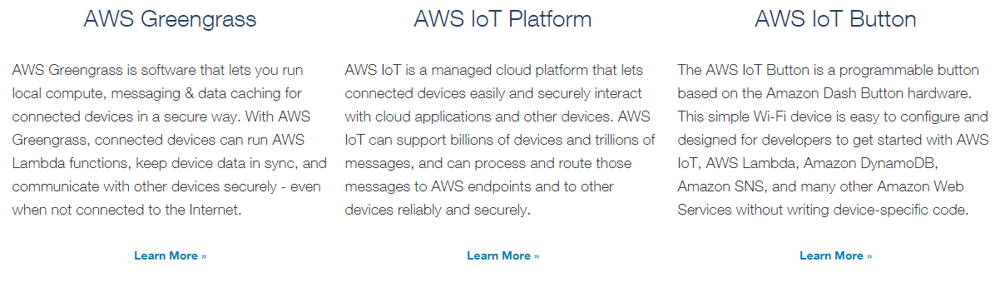 AWS Greengrass
AWS Greengrass is software that lets you run
local compute, messaging & data caching for
connected devices in a secure way. With AWS
Greengrass, connected devices can run AWS
Lambda functions, keep device data in sync, and
communicate with other devices securely - even
when not connected to the Internet.
Learn More »
AWS IoT Platform
AWS IoT is a managed cloud platform that lets
connected devices easily and securely interact
with cloud applications and other devices. AWS
IoT can support billions of devices and trillions of
messages, and can process and route those
messages to AWS endpoints and to other
devices reliably and securely.
Learn More »
AWS IoT Button
The AWS IoT Button is a programmable button
based on the Amazon Dash Button hardware.
This simple Wi-Fi device is easy to configure and
designed for developers to get started with AWS
IoT, AWS Lambda, Amazon DynamoDB,
Amazon SNS, and many other Amazon Web
Services without writing device-specific code.
Learn More »